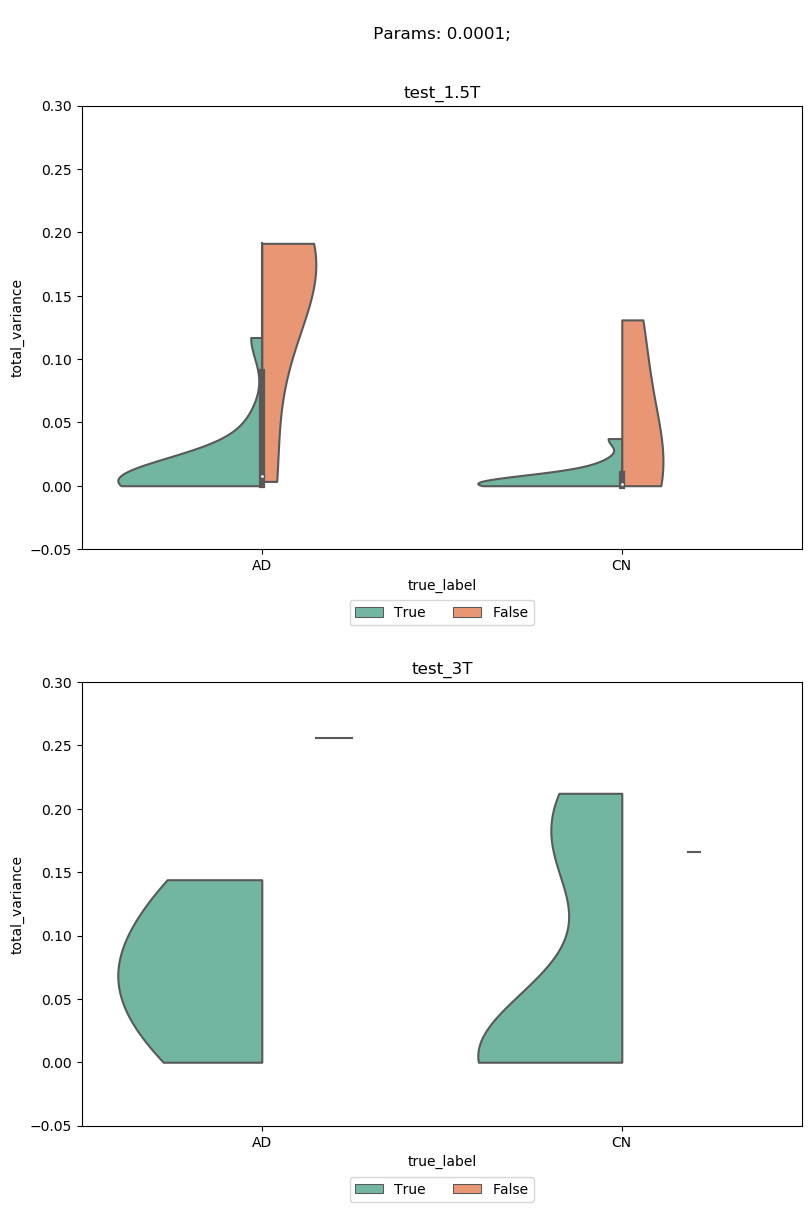 Params: 0.0001;
test_1.5T
0.30
0.25
0.20
0.15
0.10
0.05
0.00
−0.05
total_variance
AD
CN
true_label
True
False
test_3T
0.30
0.25
0.20
0.15
0.10
0.05
0.00
−0.05
total_variance
AD
CN
true_label
True
False